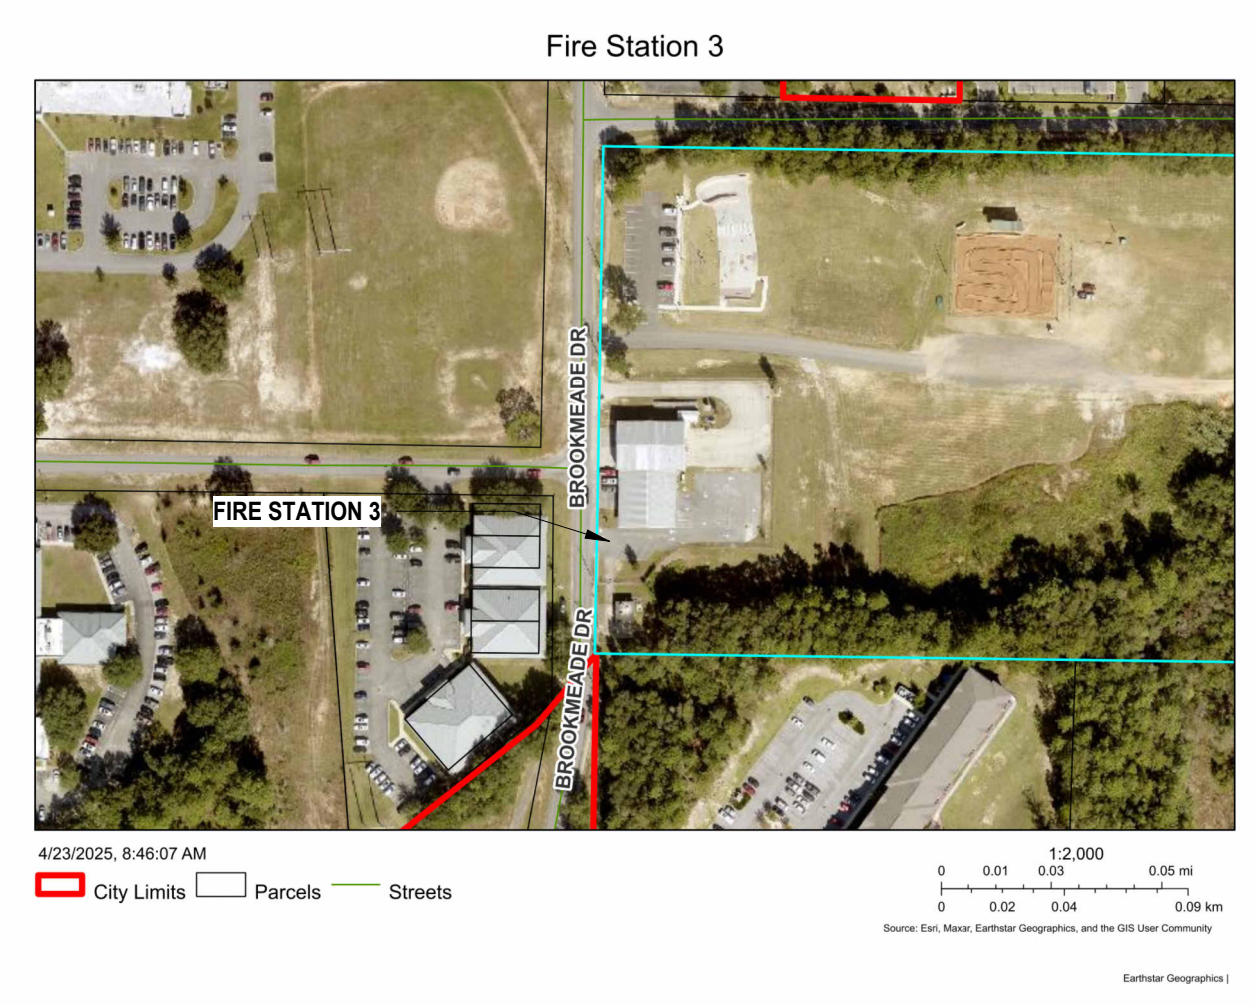 Fire Station 3
BROOKMEADE DR
FIRE STATION 3
BROOKMEADE DR
4/23/2025, 8:46:07 AM
City Limits
Parcels
Streets
1:2,000
0 0.01 0.03 0.05 mi
0 0.02 0.04 0.09 km
Source: Esri, Maxar, Earthstar Geographics, and the GIS User Community
Earthstar Geographics |